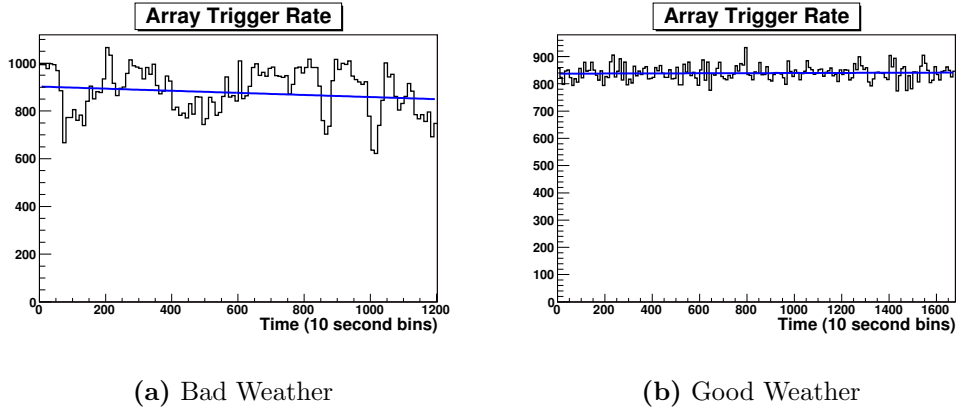 Array Trigger Rate
1000
800
600
400
200
0
0 200 400 600 800 1000 1200
Time (10 second bins)
(a) Bad Weather
Array Trigger Rate
900
800
700
600
500
400
300
200
100
0
0 200 400 600 800 1000 1200 1400 1600
Time (10 second bins)
(b) Good Weather